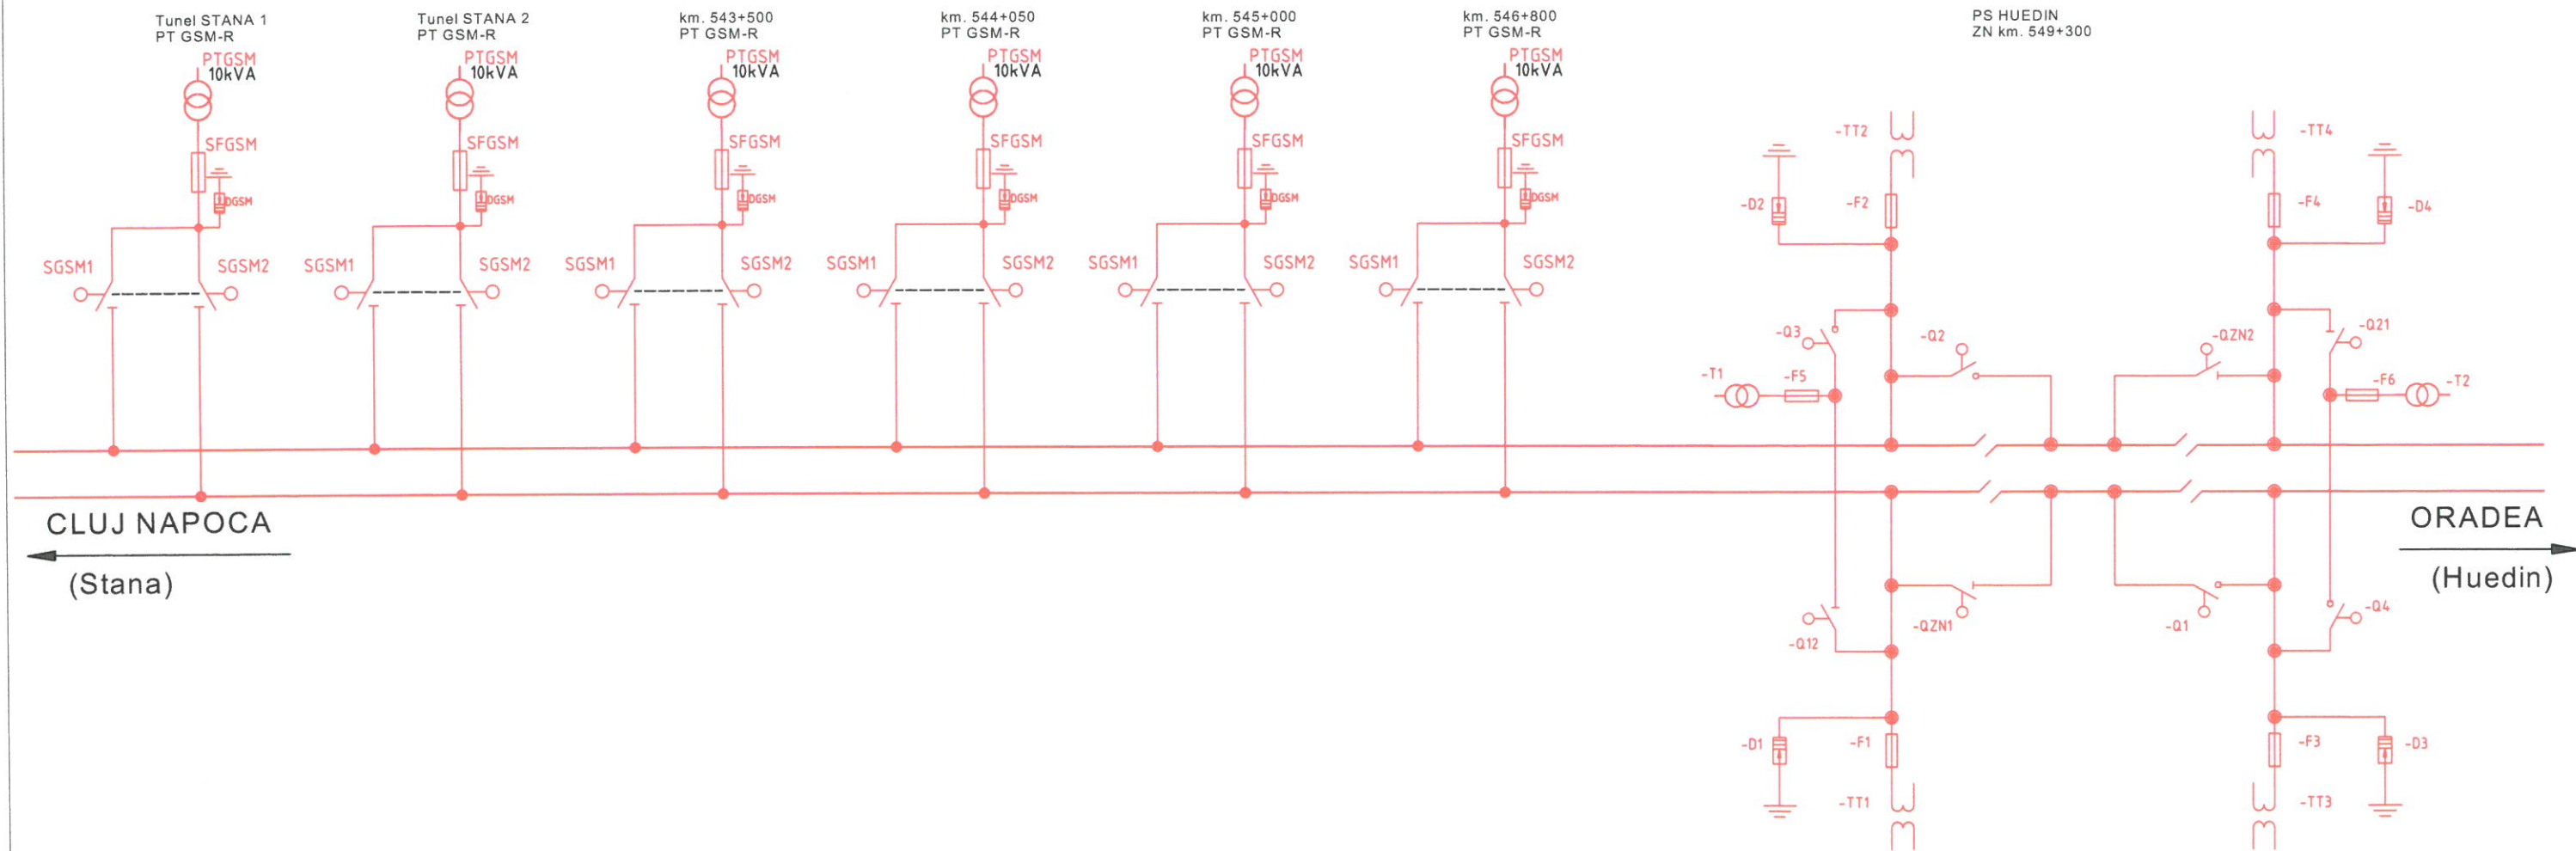 Tunel STANA 1
PT GSM-R
PTGSM
10kVA
SFGSM
DGSM
SGSM1
SGSM2
Tunel STANA 2
PT GSM-R
PTGSM
10kVA
SFGSM
DGSM
SGSM1
SGSM2
km. 543+500
PT GSM-R
PTGSM
10kVA
SFGSM
DGSM
SGSM1
SGSM2
km. 544+050
PT GSM-R
PTGSM
10kVA
SFGSM
DGSM
SGSM1
SGSM2
km. 545+000
PT GSM-R
PTGSM
10kVA
SFGSM
DGSM
SGSM1
SGSM2
km. 546+800
PT GSM-R
PTGSM
10kVA
SFGSM
DGSM
SGSM1
SGSM2
PS HUEDIN
ZN km. 549+300
-TT2
-TT4
-D2
-F2
-F4
-D4
-Q3
-Q2
-QZN2
-Q21
-T1
-F5
-F6
-T2
CLUJ NAPOCA
(Stana)
ORADEA
(Huedin)
-Q12
-QZN1
-Q1
-Q4
-D1
-F1
-F3
-D3
-TT1
-TT3